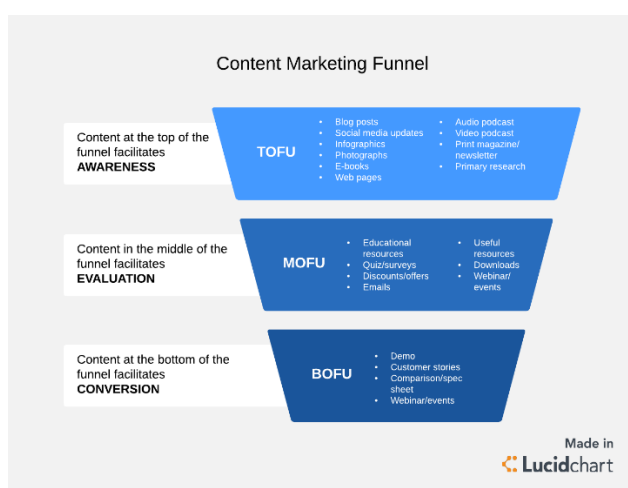 Content Marketing Funnel
Content at the top of the
funnel facilitates
AWARENESS
TOFU
• Blog posts
• Social media updates
• Infographics
• Photographs
• E-books
• Web pages
• Audio podcast
• Video podcast
• Print magazine/
newsletter
• Primary research
Content in the middle of the
funnel facilitates
EVALUATION
MOFU
• Educational
resources
• Quiz/surveys
• Discounts/offers
• Emails
• Useful
resources
• Downloads
• Webinar/
events
Content at the bottom of the
funnel facilitates
CONVERSION
BOFU
• Demo
• Customer stories
• Comparison/spec
sheet
• Webinar/events
Made in
Lucidchart